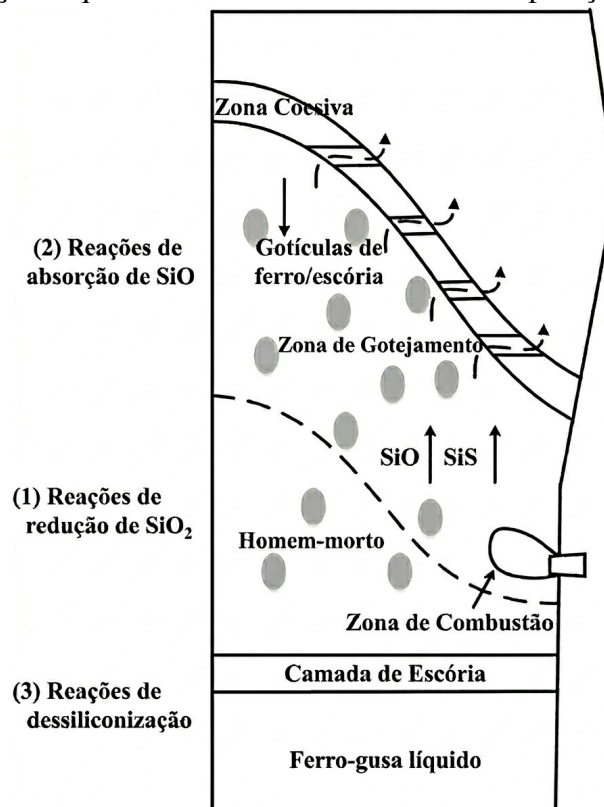 Zona Coesiva
(2) Reações de
absorção de SiO
Gotículas de
ferro/escória
Zona de Gotejamento
SiO
SiS
(1) Reações de
redução de SiO₂
Homem-morto
Zona de Combustão
Camada de Escória
(3) Reações de
dessiliconização
Ferro-gusa líquido